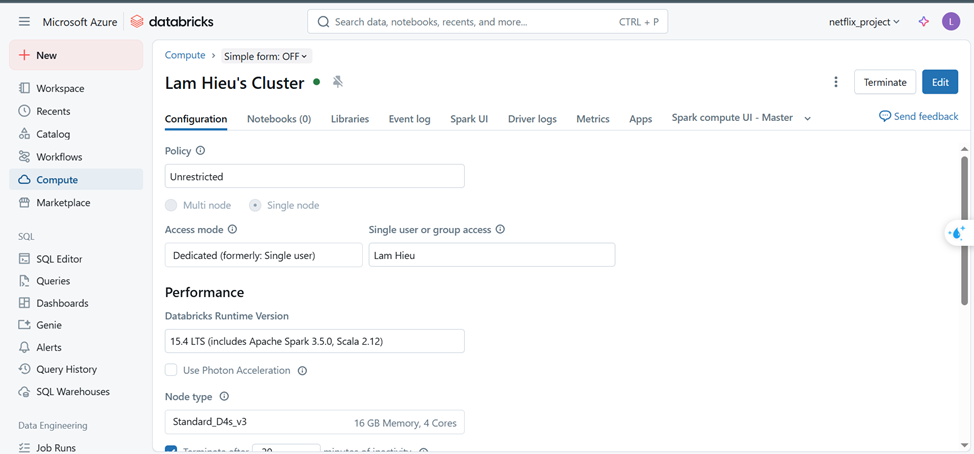 Microsoft Azure databricks Search data, notebooks, recents, and more... CTRL + P netflix_project L
New
Workspace
Recents
Catalog
Workflows
Compute
Marketplace
SQL
SQL Editor
Queries
Dashboards
Genie
Alerts
Query History
SQL Warehouses
Data Engineering
Job Runs
Compute > Simple form: OFF
Lam Hieu's Cluster Terminate Edit
Configuration Notebooks (0) Libraries Event log Spark UI Driver logs Metrics Apps Spark compute UI - Master Send feedback
Policy
Unrestricted
Multi node Single node
Access mode Single user or group access
Dedicated (formerly: Single user) Lam Hieu
Performance
Databricks Runtime Version
15.4 LTS (includes Apache Spark 3.5.0, Scala 2.12)
Use Photon Acceleration
Node type
Standard_D4s_v3 16 GB Memory, 4 Cores
Terminate after minutes of inactivity